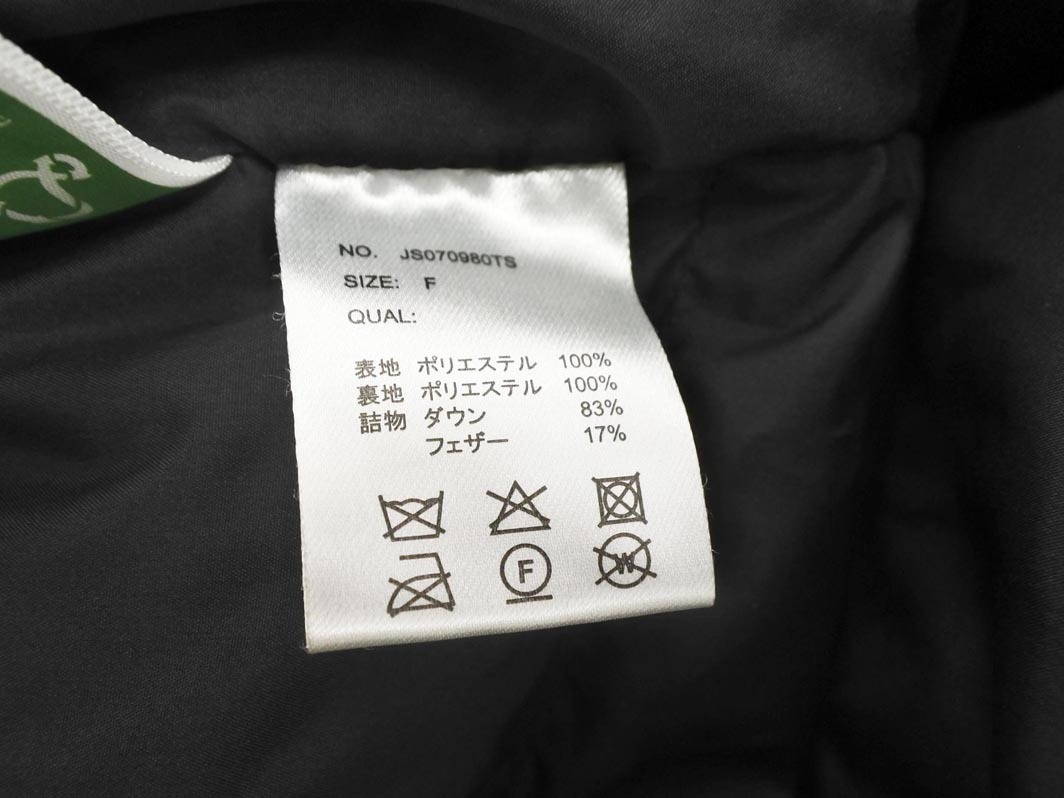 NO. JS070980TS
SIZE: F
QUAL:
表地 ポリエステル 100%
裏地 ポリエステル 100%
詰物 ダウン 83%
フェザー 17%
F W